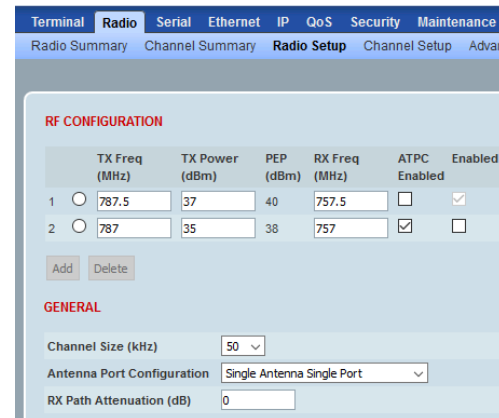 Terminal Radio Serial Ethernet IP QoS Security Maintenance
Radio Summary Channel Summary Radio Setup Channel Setup
RF CONFIGURATION
TX Freq (MHz) TX Power (dBm) PEP (dBm) RX Freq (MHz) ATPC Enabled Enabled
1 787.5 37 40 757.5
2 787 35 38 757
Add Delete
GENERAL
Channel Size (kHz) 50
Antenna Port Configuration Single Antenna Single Port
RX Path Attenuation (dB) 0